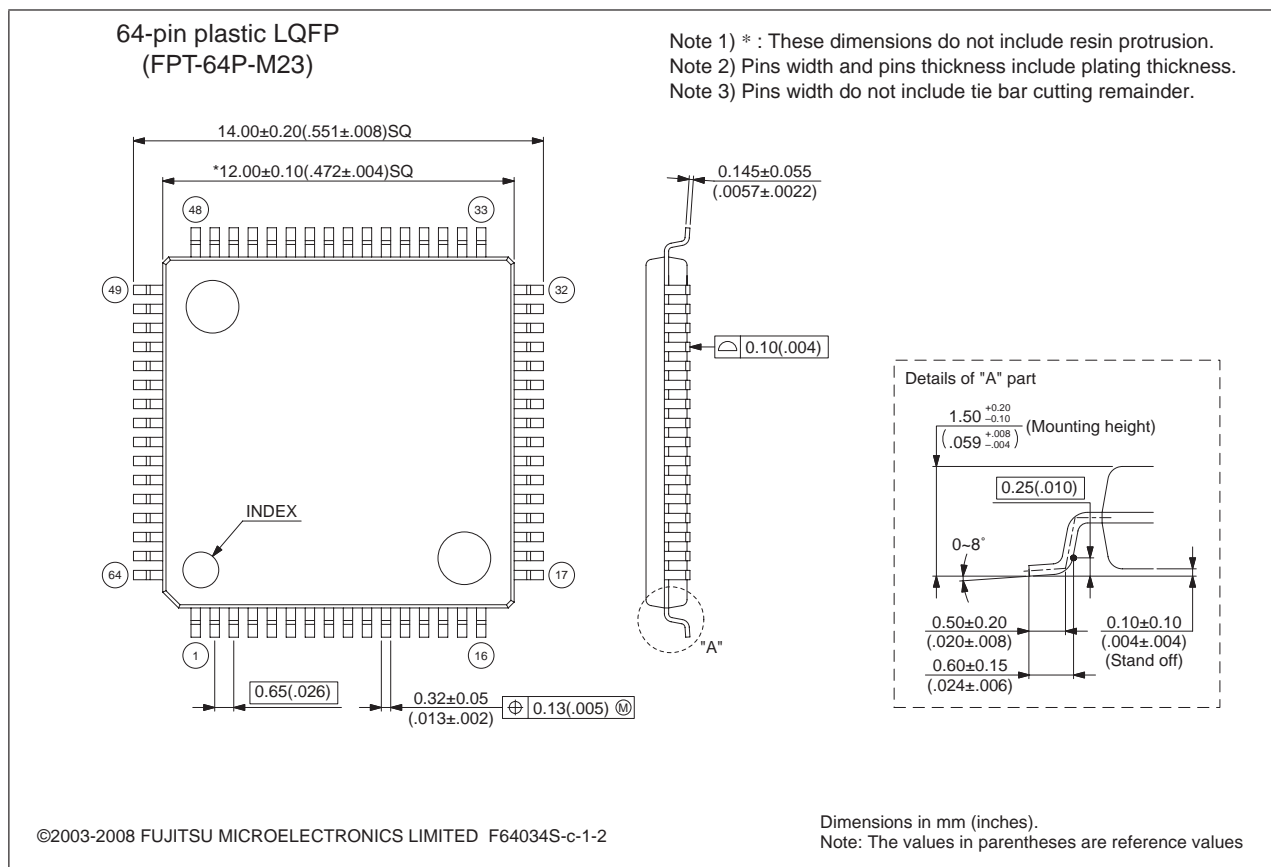 64-pin plastic LQFP
(FPT-64P-M23)
Note 1) * : These dimensions do not include resin protrusion.
Note 2) Pins width and pins thickness include plating thickness.
Note 3) Pins width do not include tie bar cutting remainder.
14.00±0.20(.551±.008)SQ
*12.00±0.10(.472±.004)SQ
0.145±0.055
(.0057±.0022)
48
33
49
32
0.10(.004)
Details of "A" part
1.50 +0.20 −0.10
(.059 +.008 −.004)
(Mounting height)
0.25(.010)
INDEX
0~8°
64
17
1
16
"A"
0.50±0.20
(.020±.008)
0.60±0.15
(.024±.006)
0.10±0.10
(.004±.004)
(Stand off)
0.65(.026)
0.32±0.05
(.013±.002)
⌖ 0.13(.005) Ⓜ
©2003-2008 FUJITSU MICROELECTRONICS LIMITED F64034S-c-1-2
Dimensions in mm (inches).
Note: The values in parentheses are reference values